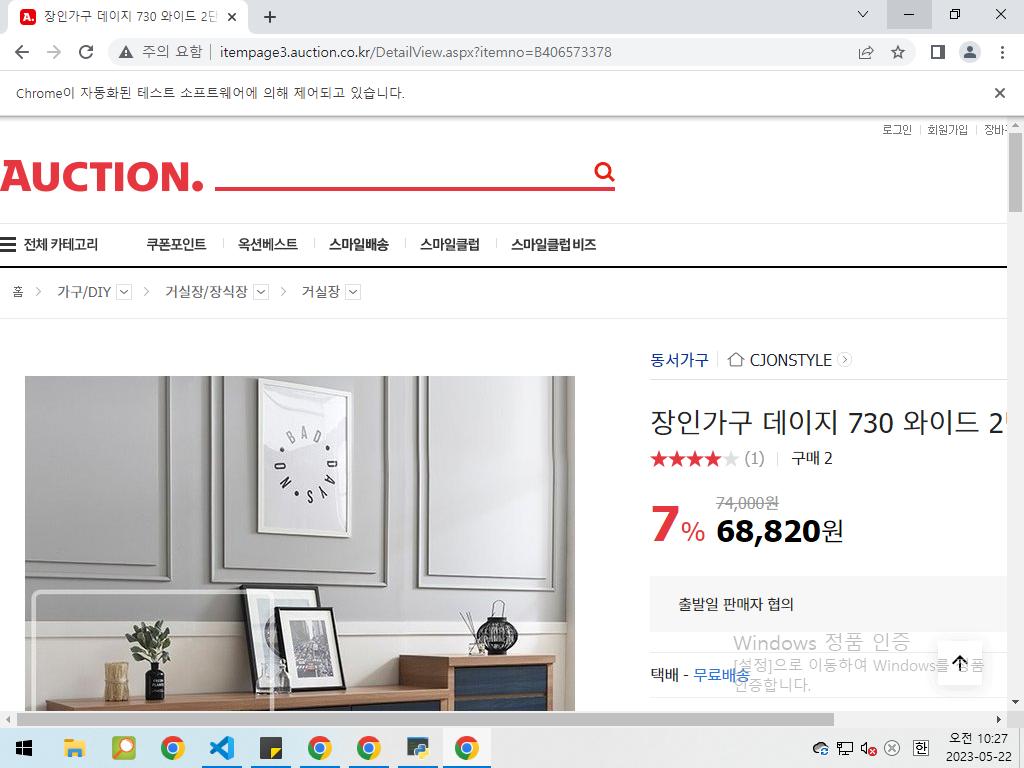 장인가구 데이지 730 와이드 2단
주의 요함
itempage3.auction.co.kr/DetailView.aspx?itemno=B406573378
Chrome이 자동화된 테스트 소프트웨어에 의해 제어되고 있습니다.
로그인 회원가입 장바
AUCTION.
전체 카테고리 쿠폰포인트 옥션베스트 스마일배송 스마일클럽 스마일클럽 비즈
홈 가구/DIY 거실장/장식장 거실장
동서가구 CJONSTYLE
장인가구 데이지 730 와이드 2
(1) 구매 2
74,000원
7% 68,820원
BAD DAYS NO
출발일 판매자 협의
Windows 정품 인증
[설정]으로 이동하여 Windows를 정품
인증합니다.
택배 - 무료배송
한
오전 10:27
2023-05-22